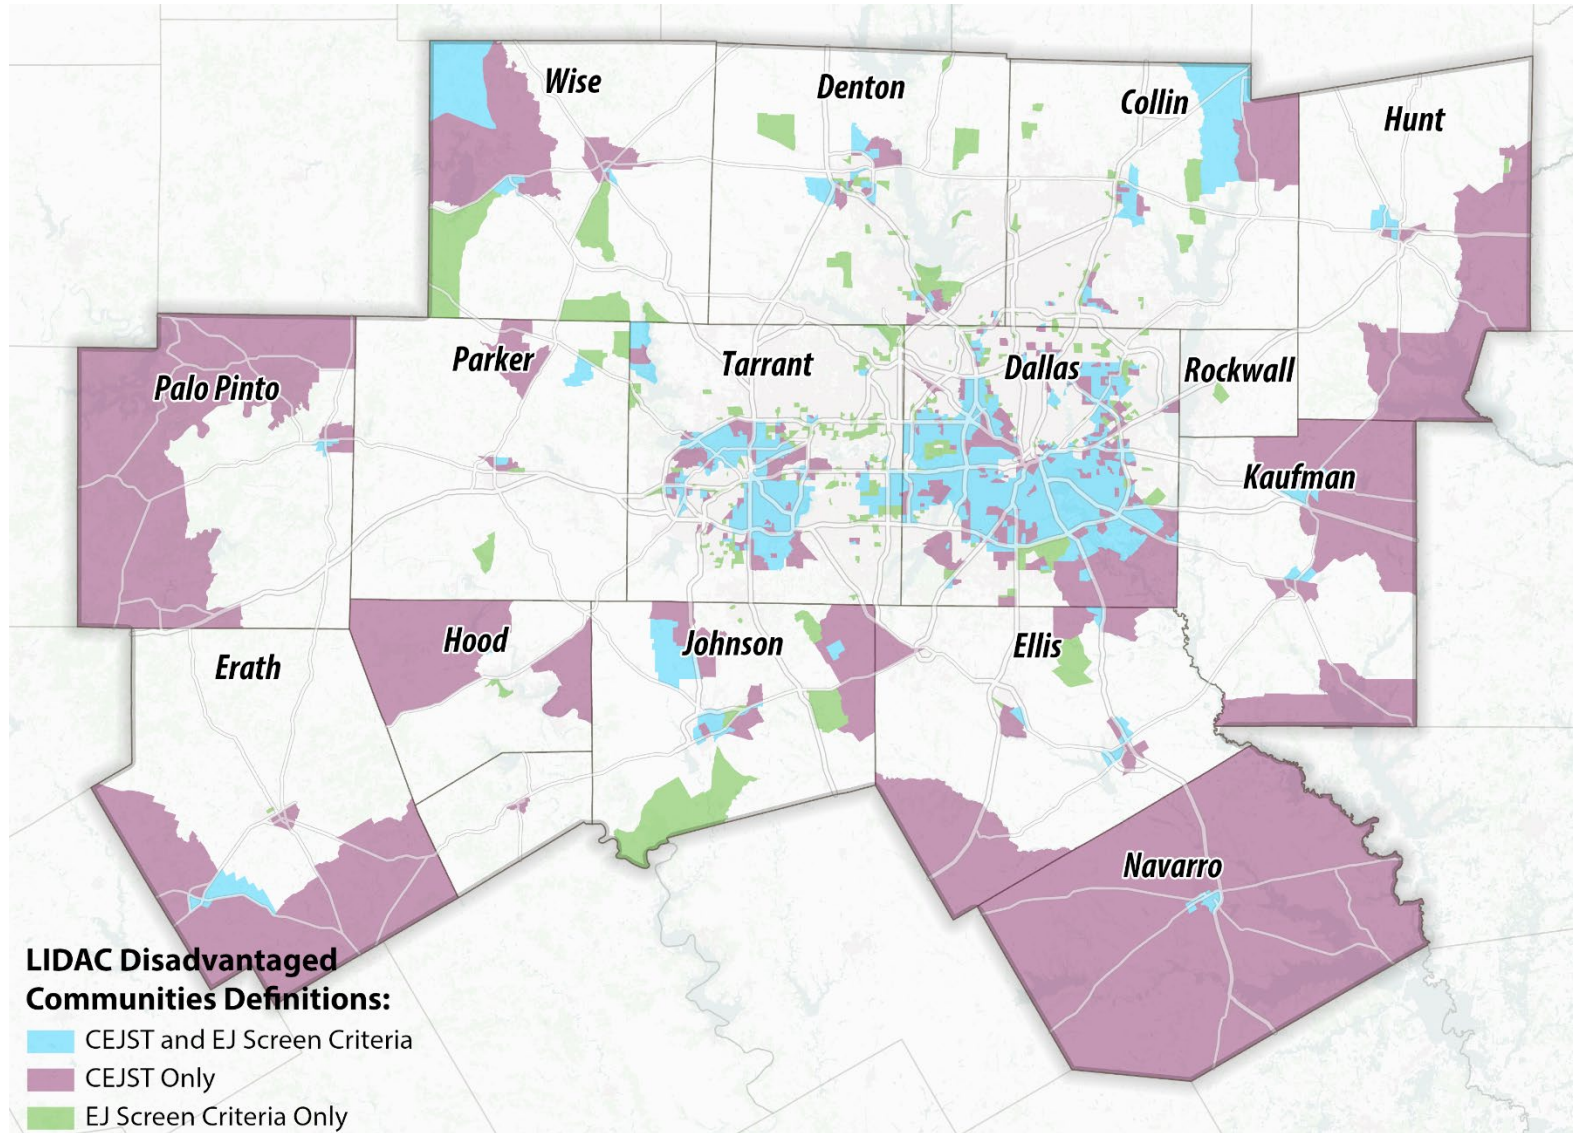 Wise
Denton
Collin
Hunt
Palo Pinto
Parker
Tarrant
Dallas
Rockwall
Kaufman
Erath
Hood
Johnson
Ellis
Navarro
LIDAC Disadvantaged
Communities Definitions:
CEJST and EJ Screen Criteria
CEJST Only
EJ Screen Criteria Only